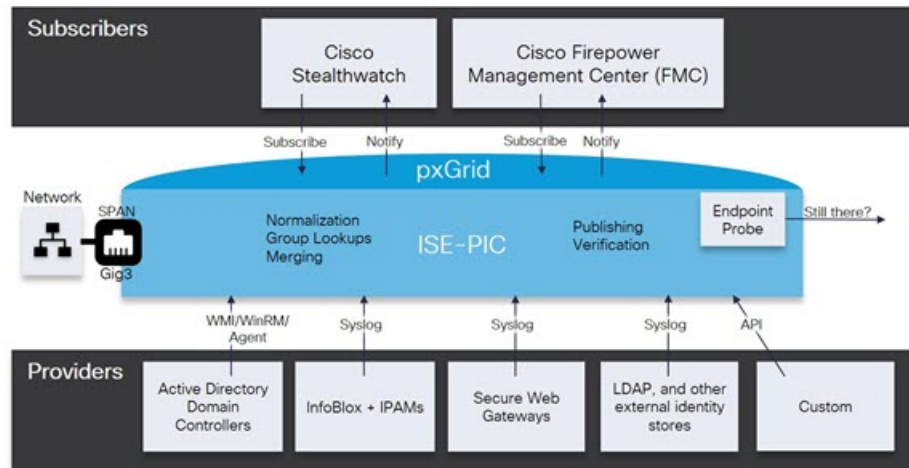 Subscribers
Cisco
Stealthwatch
Cisco Firepower
Management Center (FMC)
Subscribe
Notify
Subscribe
Notify
pxGrid
Network
SPAN
Gig3
Normalization
Group Lookups
Merging
ISE-PIC
Publishing
Verification
Endpoint
Probe
Still there?
WMI/WinRM/
Agent
Syslog
Syslog
Syslog
API
Providers
Active Directory
Domain
Controllers
InfoBlox + IPAMs
Secure Web
Gateways
LDAP, and other
external identity
stores
Custom